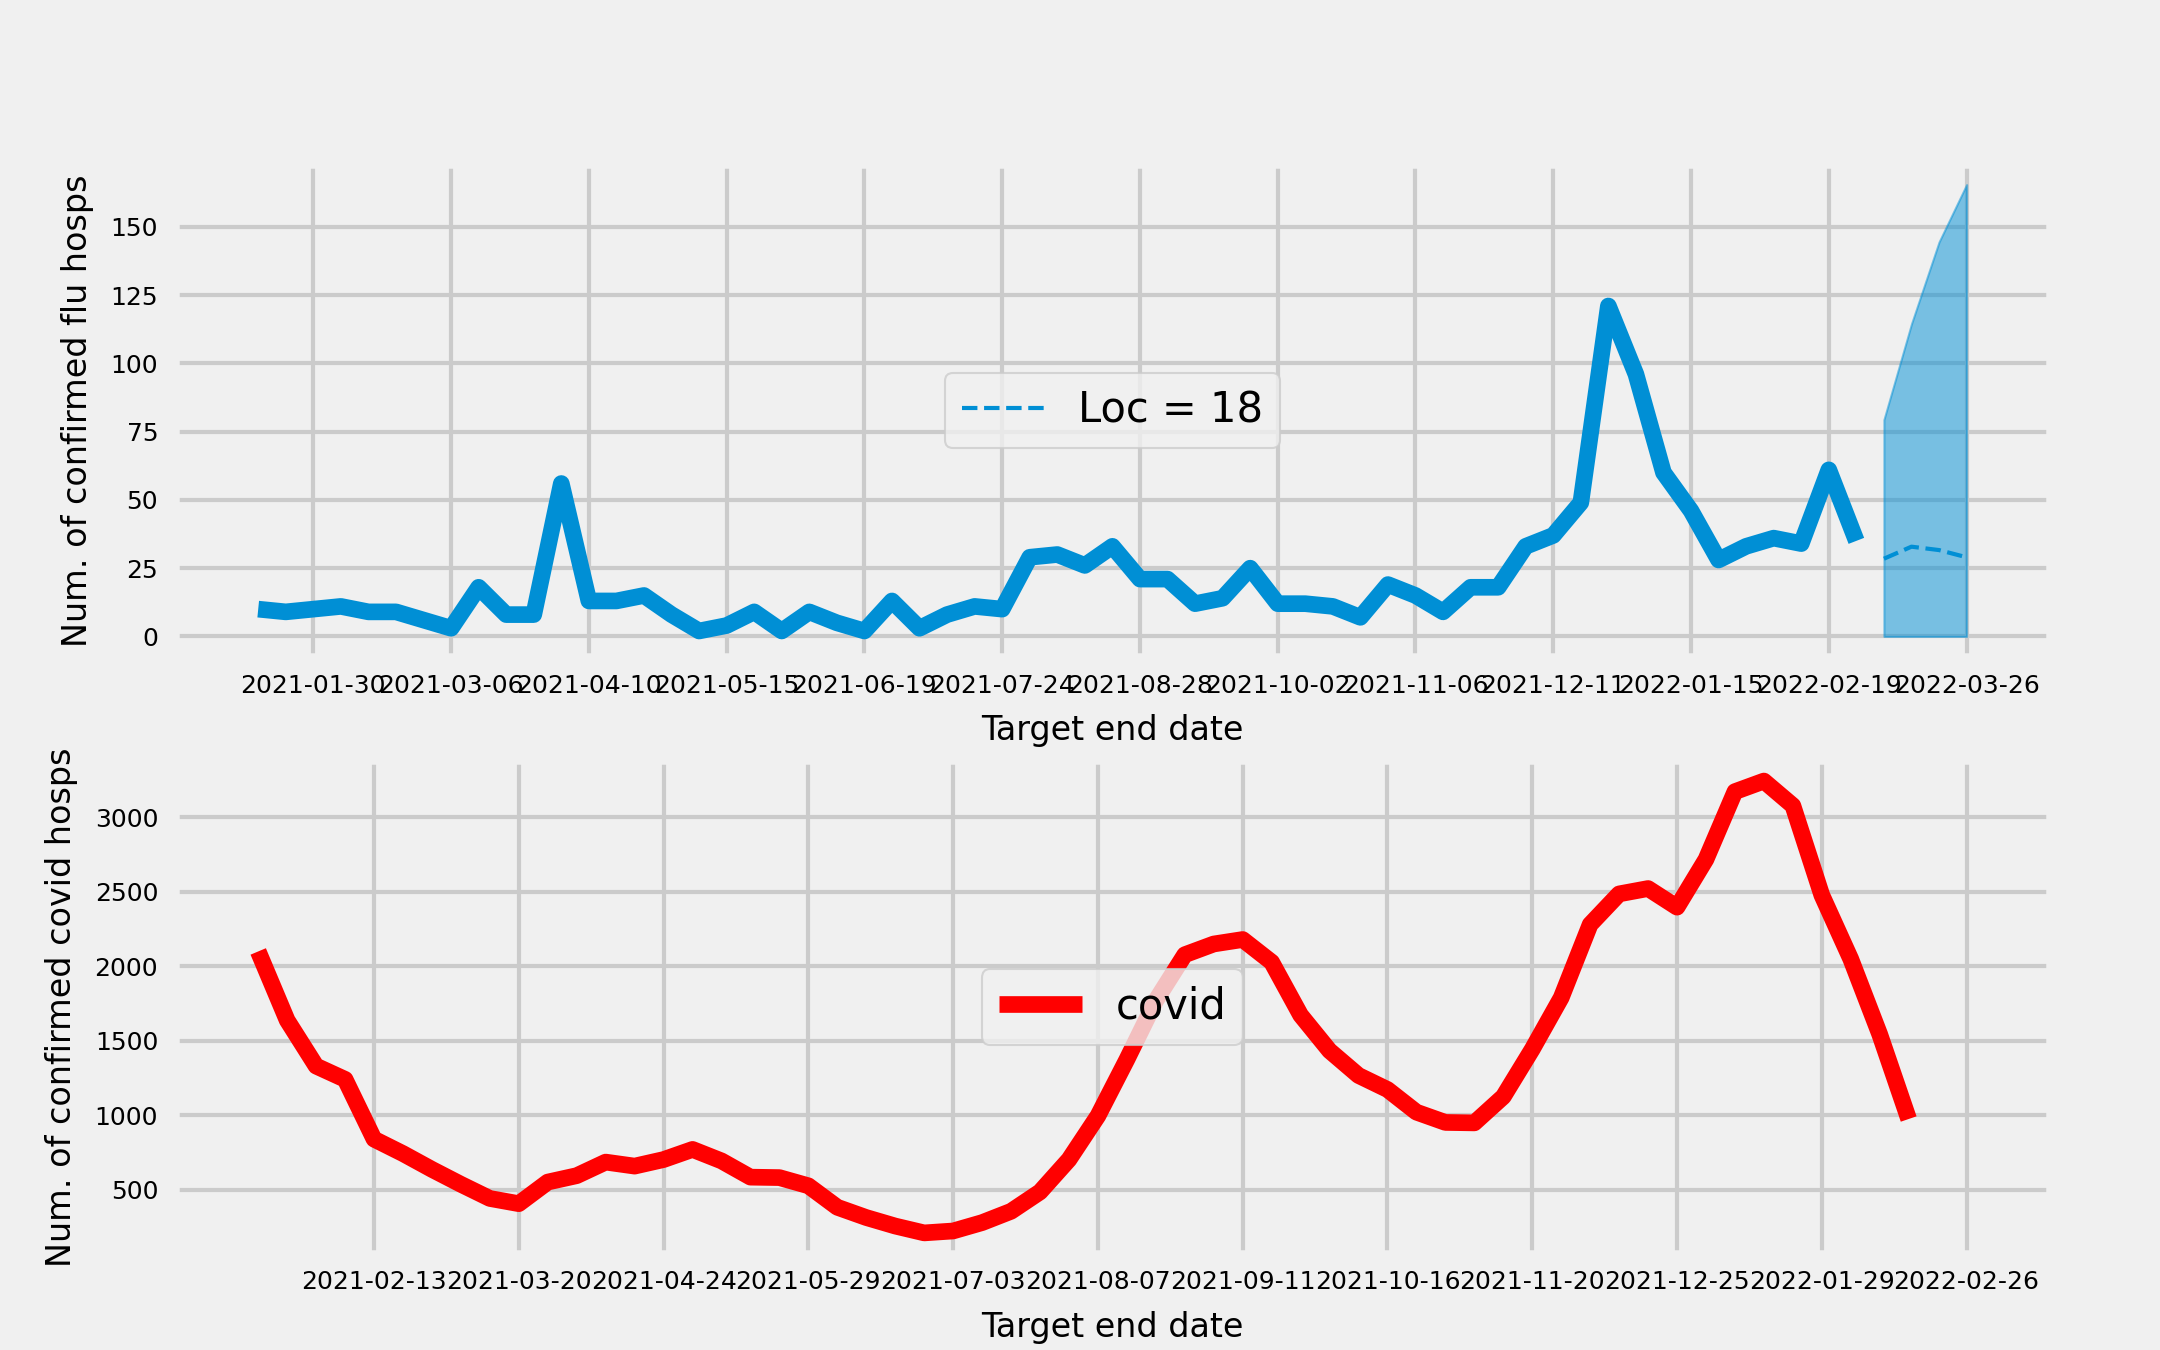 Num. of confirmed flu hosps
150
125
100
75
50
25
0
Loc = 18
2021-01-30 2021-03-06 2021-04-10 2021-05-15 2021-06-19 2021-07-24 2021-08-28 2021-10-02 2021-11-06 2021-12-11 2022-01-15 2022-02-19 2022-03-26
Target end date
Num. of confirmed covid hosps
3000
2500
2000
1500
1000
500
covid
2021-02-13 2021-03-20 2021-04-24 2021-05-29 2021-07-03 2021-08-07 2021-09-11 2021-10-16 2021-11-20 2021-12-25 2022-01-29 2022-02-26
Target end date